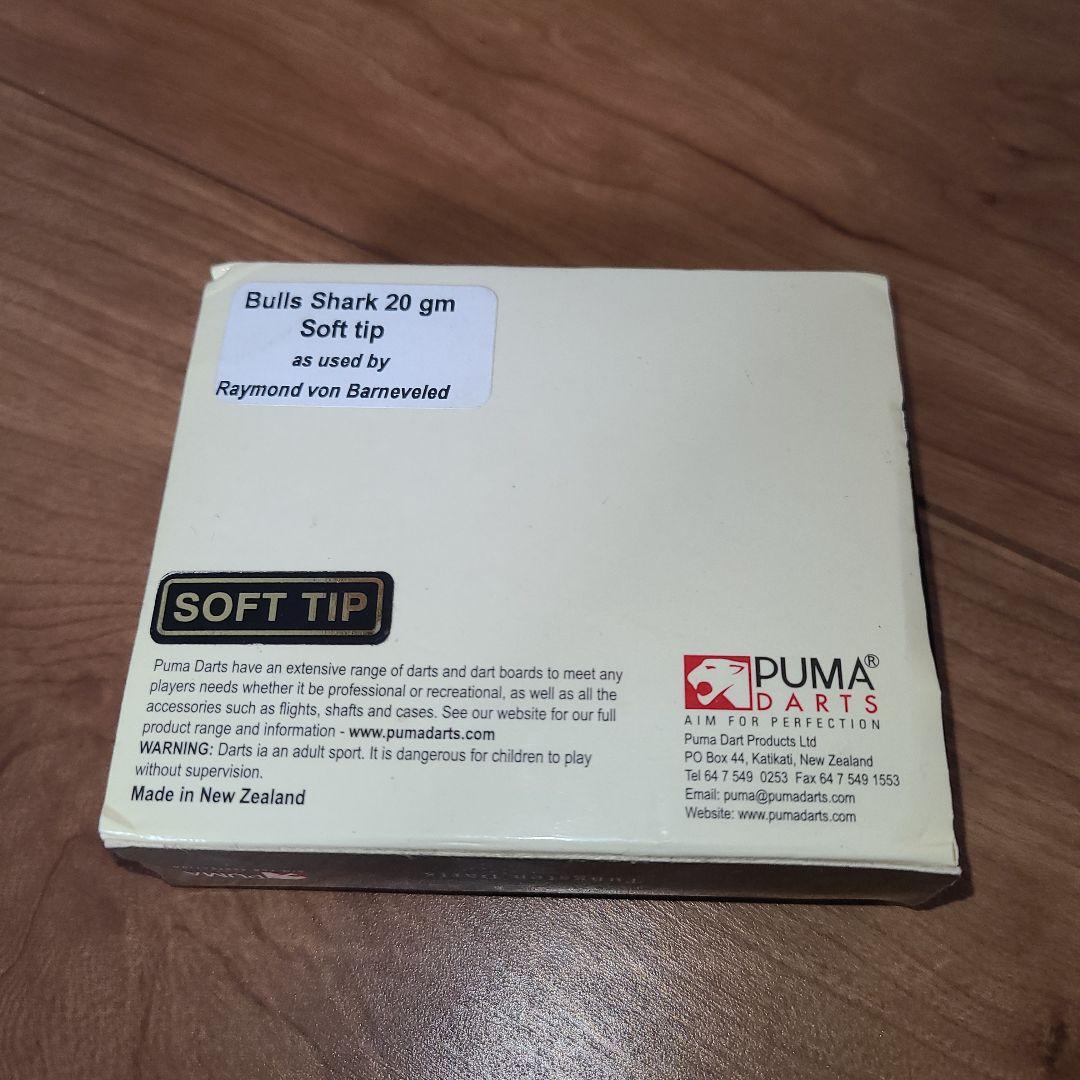 Bulls Shark 20 gm
Soft tip
as used by
Raymond von Barneveled
SOFT TIP
Puma Darts have an extensive range of darts and dart boards to meet any
players needs whether it be professional or recreational, as well as all the
accessories such as flights, shafts and cases. See our website for our full
product range and information - www.pumadarts.com
WARNING: Darts ia an adult sport. It is dangerous for children to play
without supervision.
Made in New Zealand
PUMA®
DARTS
AIM FOR PERFECTION
Puma Dart Products Ltd
PO Box 44, Katikati, New Zealand
Tel 64 7 549 0253 Fax 64 7 549 1553
Email: puma@pumadarts.com
Website: www.pumadarts.com
PUMA
Tungsten Darts